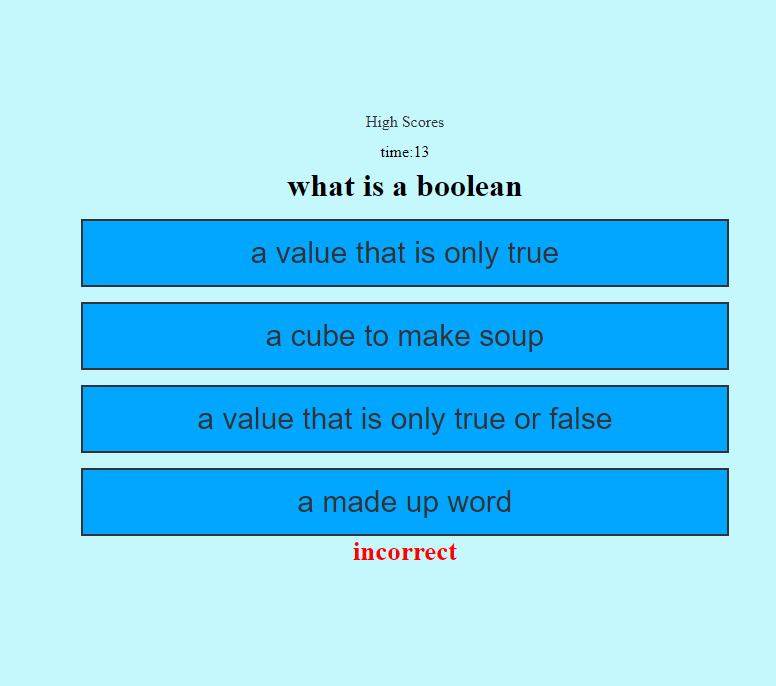 High Scores
time:13
what is a boolean
a value that is only true
a cube to make soup
a value that is only true or false
a made up word
incorrect